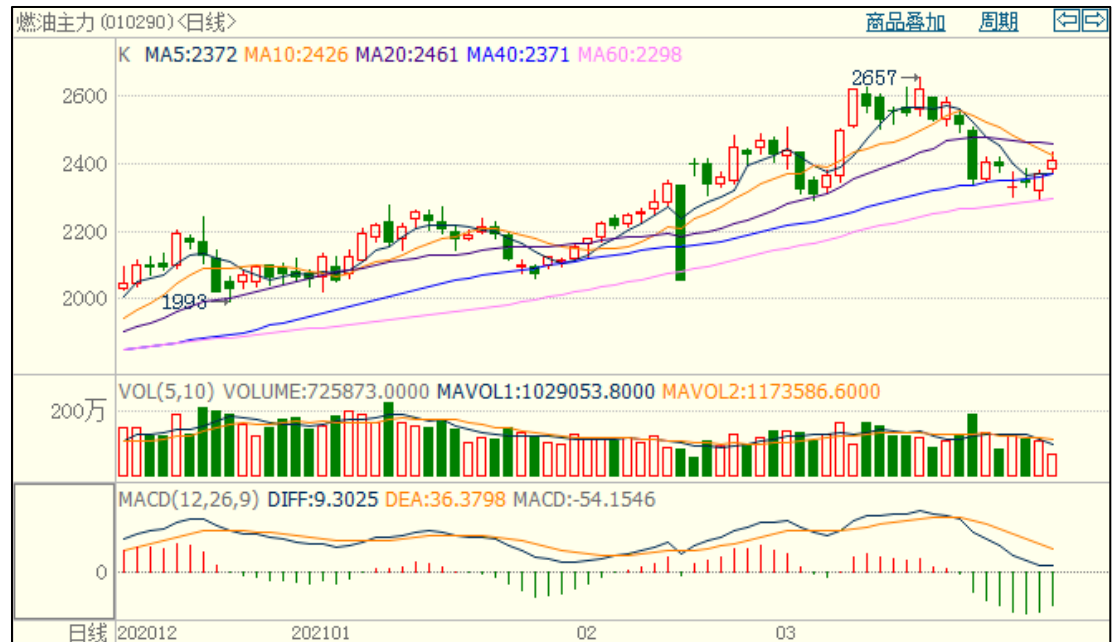 燃油主力 (010290)<日线> 商品叠加 周期
K MA5:2372 MA10:2426 MA20:2461 MA40:2371 MA60:2298
2657
2600
2400
2200
2000
1993
VOL(5,10) VOLUME:725873.0000 MAVOL1:1029053.8000 MAVOL2:1173586.6000
200万
MACD(12,26,9) DIFF:9.3025 DEA:36.3798 MACD:-54.1546
0
日线 202012 202101 02 03